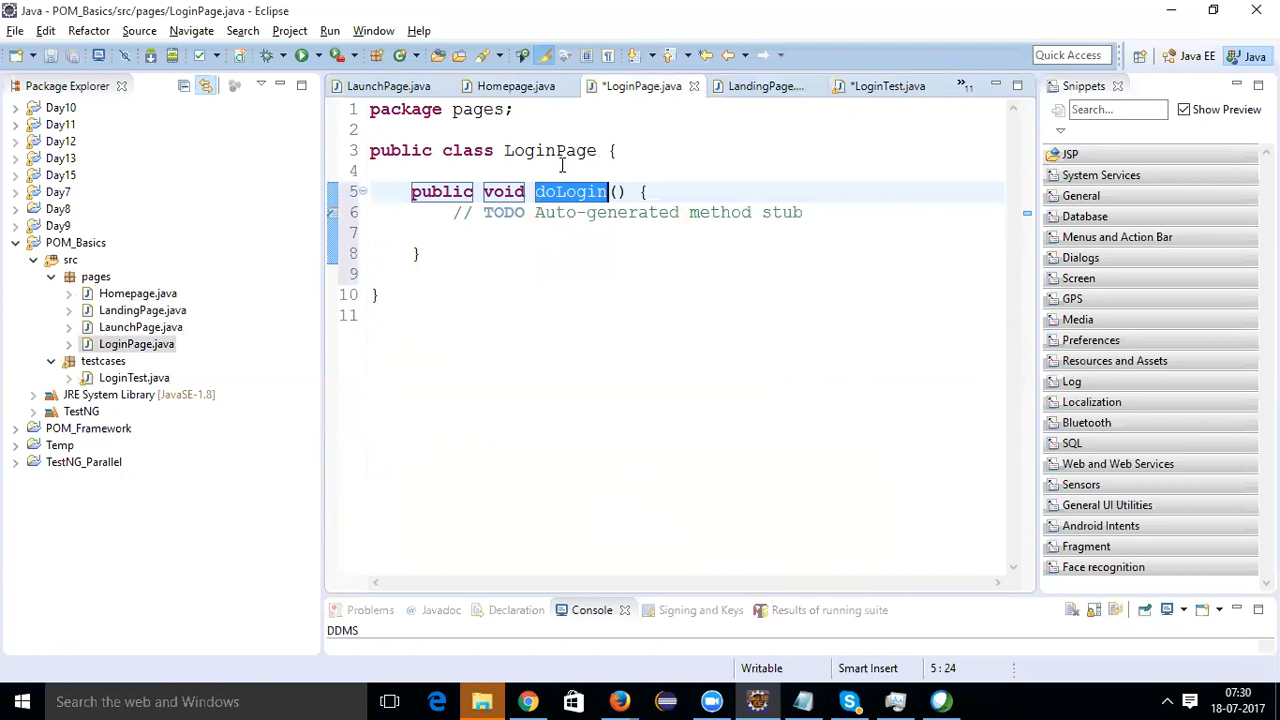 Java - POM_Basics/src/pages/LoginPage.java - Eclipse
File Edit Refactor Source Navigate Search Project Run Window Help
Quick Access Java EE Java
Package Explorer
LaunchPage.java Homepage.java *LoginPage.java LandingPage.... *LoginTest.java »11
Snippets
Day10
Day11
Day12
Day13
Day15
Day7
Day8
Day9
POM_Basics
src
pages
Homepage.java
LandingPage.java
LaunchPage.java
LoginPage.java
testcases
LoginTest.java
JRE System Library [JavaSE-1.8]
TestNG
POM_Framework
Temp
TestNG_Parallel
1 package pages;
2
3 public class LoginPage {
4
5 public void doLogin() {
6 // TODO Auto-generated method stub
7
8 }
9
10 }
11
Search... Show Preview
JSP
System Services
General
Database
Menus and Action Bar
Dialogs
Screen
GPS
Media
Preferences
Resources and Assets
Log
Localization
Bluetooth
SQL
Web and Web Services
Sensors
General UI Utilities
Android Intents
Fragment
Face recognition
Problems Javadoc Declaration Console Signing and Keys Results of running suite
DDMS
Writable Smart Insert 5 : 24
Search the web and Windows
07:30
18-07-2017